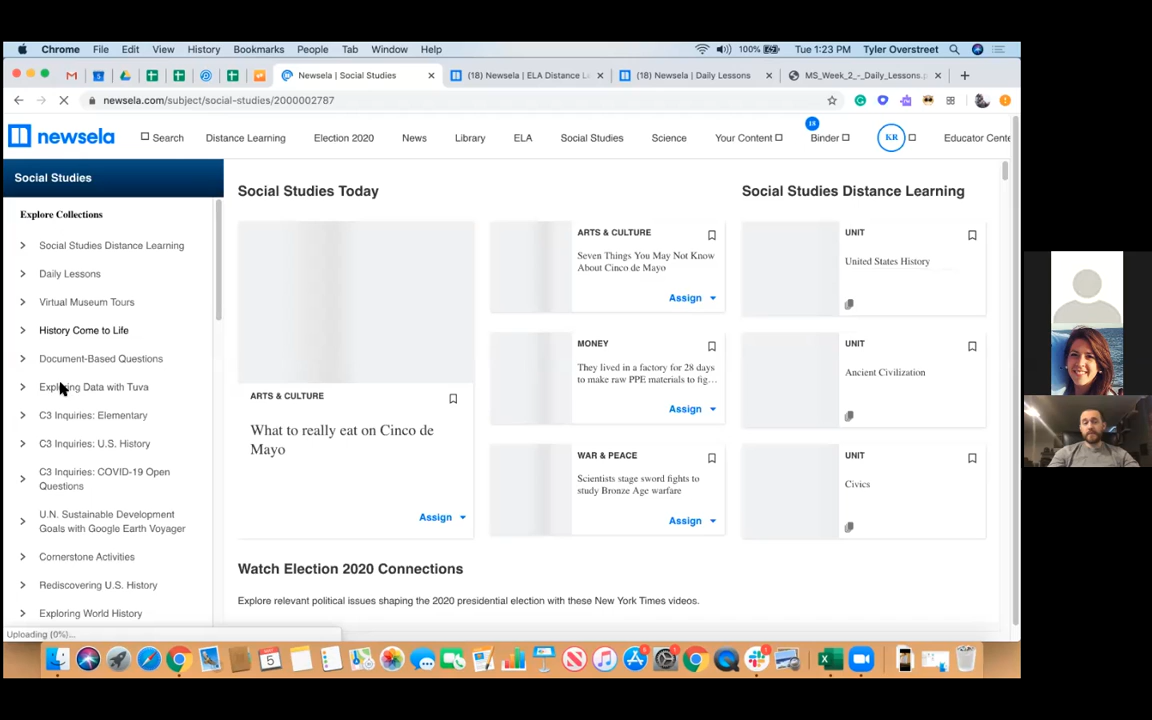 Chrome File Edit View History Bookmarks People Tab Window Help
100% Tue 1:23 PM Tyler Overstreet
Newsela | Social Studies
(18) Newsela | ELA Distance L
(18) Newsela | Daily Lessons
MS_Week_2_-_Daily_Lessons.p
newsela.com/subject/social-studies/2000002787
newsela
Search Distance Learning Election 2020 News Library ELA Social Studies Science Your Content Binder 18 KR Educator Cente
Social Studies
Explore Collections
Social Studies Distance Learning
Daily Lessons
Virtual Museum Tours
History Come to Life
Document-Based Questions
Exploring Data with Tuva
C3 Inquiries: Elementary
C3 Inquiries: U.S. History
C3 Inquiries: COVID-19 Open
Questions
U.N. Sustainable Development
Goals with Google Earth Voyager
Cornerstone Activities
Rediscovering U.S. History
Exploring World History
Uploading (0%)...
Social Studies Today
ARTS & CULTURE
What to really eat on Cinco de
Mayo
Assign
ARTS & CULTURE
Seven Things You May Not Know
About Cinco de Mayo
Assign
MONEY
They lived in a factory for 28 days
to make raw PPE materials to fig...
Assign
WAR & PEACE
Scientists stage sword fights to
study Bronze Age warfare
Assign
Social Studies Distance Learning
UNIT
United States History
UNIT
Ancient Civilization
UNIT
Civics
Watch Election 2020 Connections
Explore relevant political issues shaping the 2020 presidential election with these New York Times videos.
5